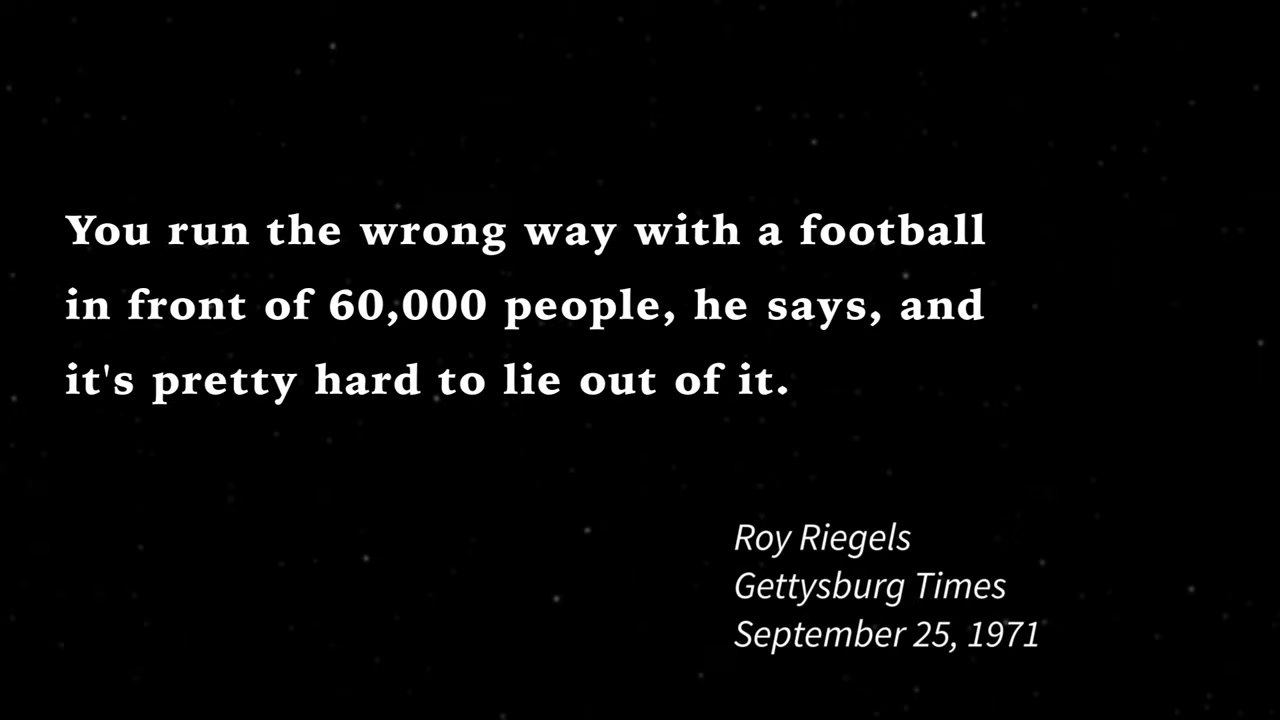 You run the wrong way with a football
in front of 60,000 people, he says, and
it's pretty hard to lie out of it.
Roy Riegels
Gettysburg Times
September 25, 1971